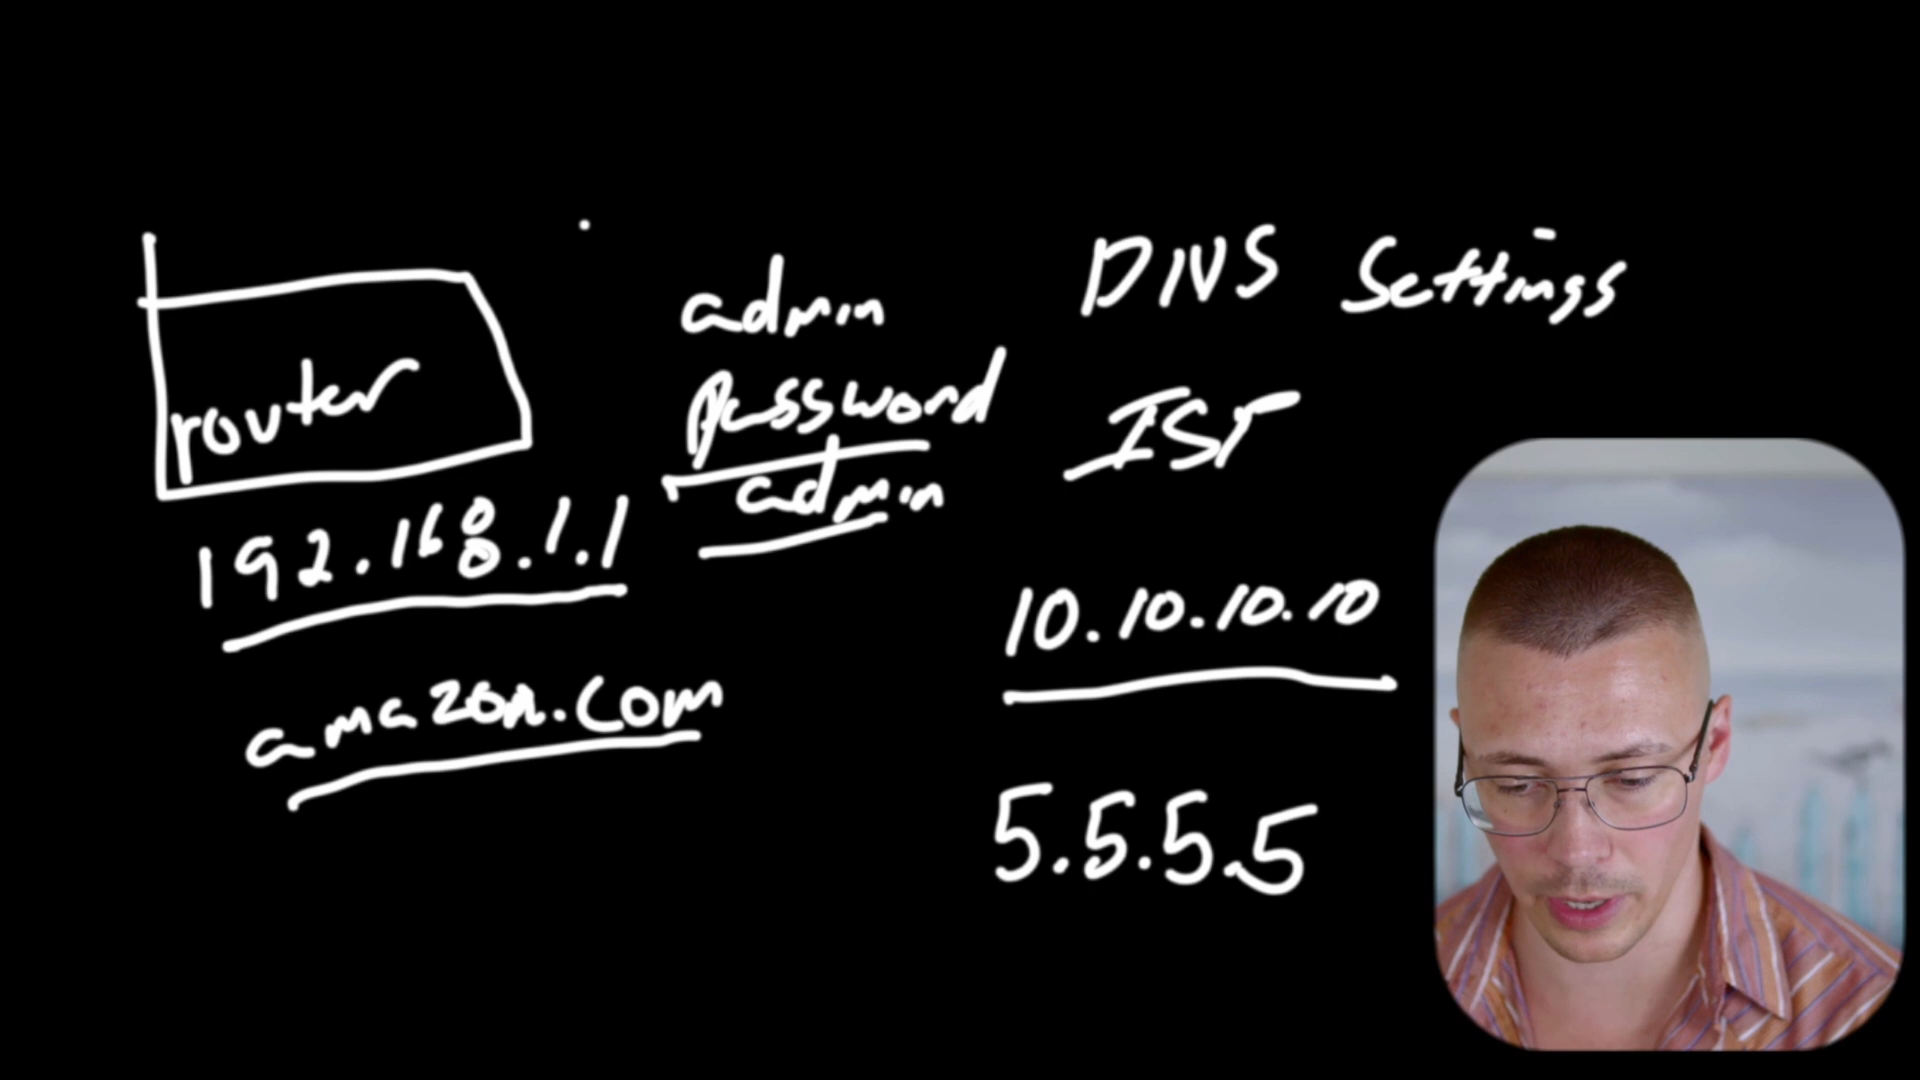 router
192.168.1.1
amazon.com
admin
password
admin
DNS Settings
ISP
10.10.10.10
5.5.5.5